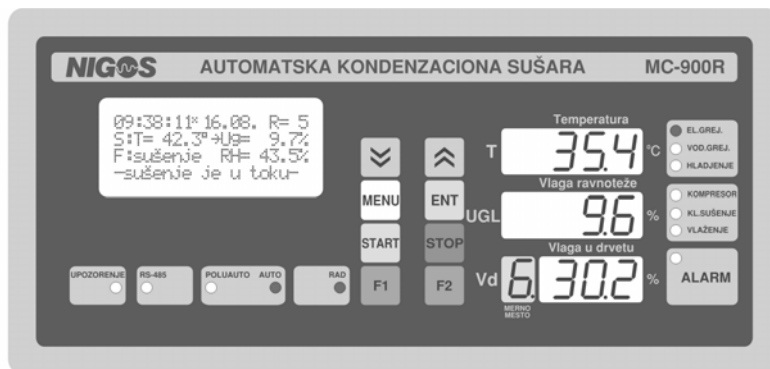 NIGOS AUTOMATSKA KONDENZACIONA SUŠARA MC-900R
09:38:11* 16.08. R= 5
S:T= 42.3°→Ug= 9.7%
F:sušenje RH= 43.5%
-sušenje je u toku-
MENU
ENT
START
STOP
F1
F2
UPOZORENJE
RS-485
POLUAUTO AUTO
RAD
Temperatura
T 35.4 °C
Vlaga ravnoteže
UGL 9.6 %
Vlaga u drvetu
Vd 6. 30.2 %
MERNO
MESTO
EL.GREJ.
VOD.GREJ.
HLADJENJE
KOMPRESOR
KL.SUŠENJE
VLAŽENJE
ALARM